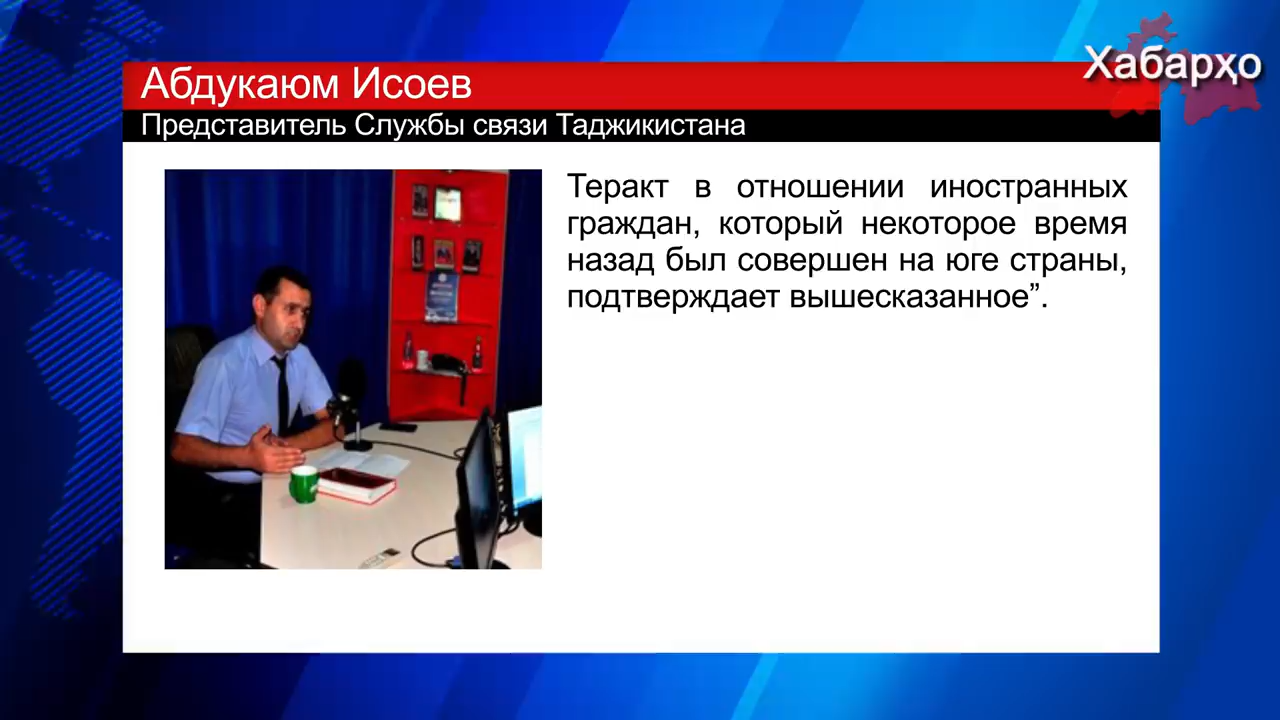 Хабарҳо
Абдукаюм Исоев
Представитель Службы связи Таджикистана
Теракт в отношении иностранных
граждан, который некоторое время
назад был совершен на юге страны,
подтверждает вышесказанное”.